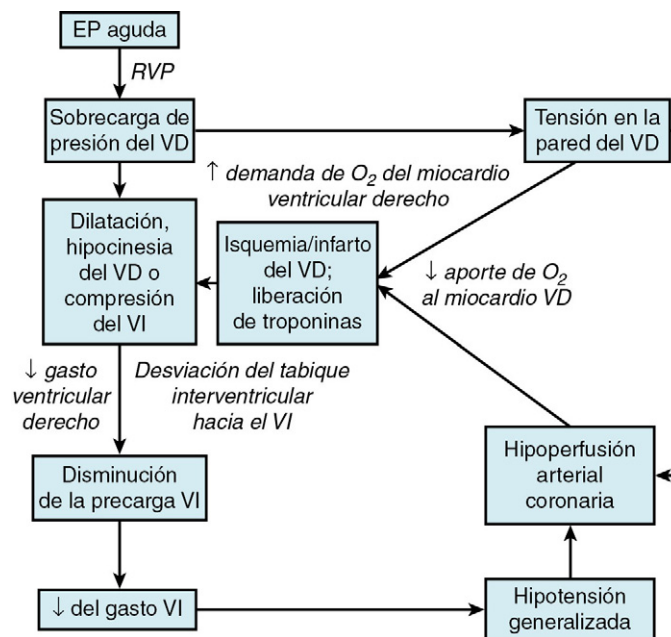 EP aguda
RVP
Sobrecarga de
presión del VD
Tensión en la
pared del VD
↑ demanda de O₂ del miocardio
ventricular derecho
Dilatación,
hipocinesia
del VD o
compresión
del VI
Isquemia/infarto
del VD;
liberación
de troponinas
↓ aporte de O₂
al miocardio VD
↓ gasto
ventricular
derecho
Desviación del tabique
interventricular
hacia el VI
Hipoperfusión
arterial
coronaria
Disminución
de la precarga VI
↓ del gasto VI
Hipotensión
generalizada